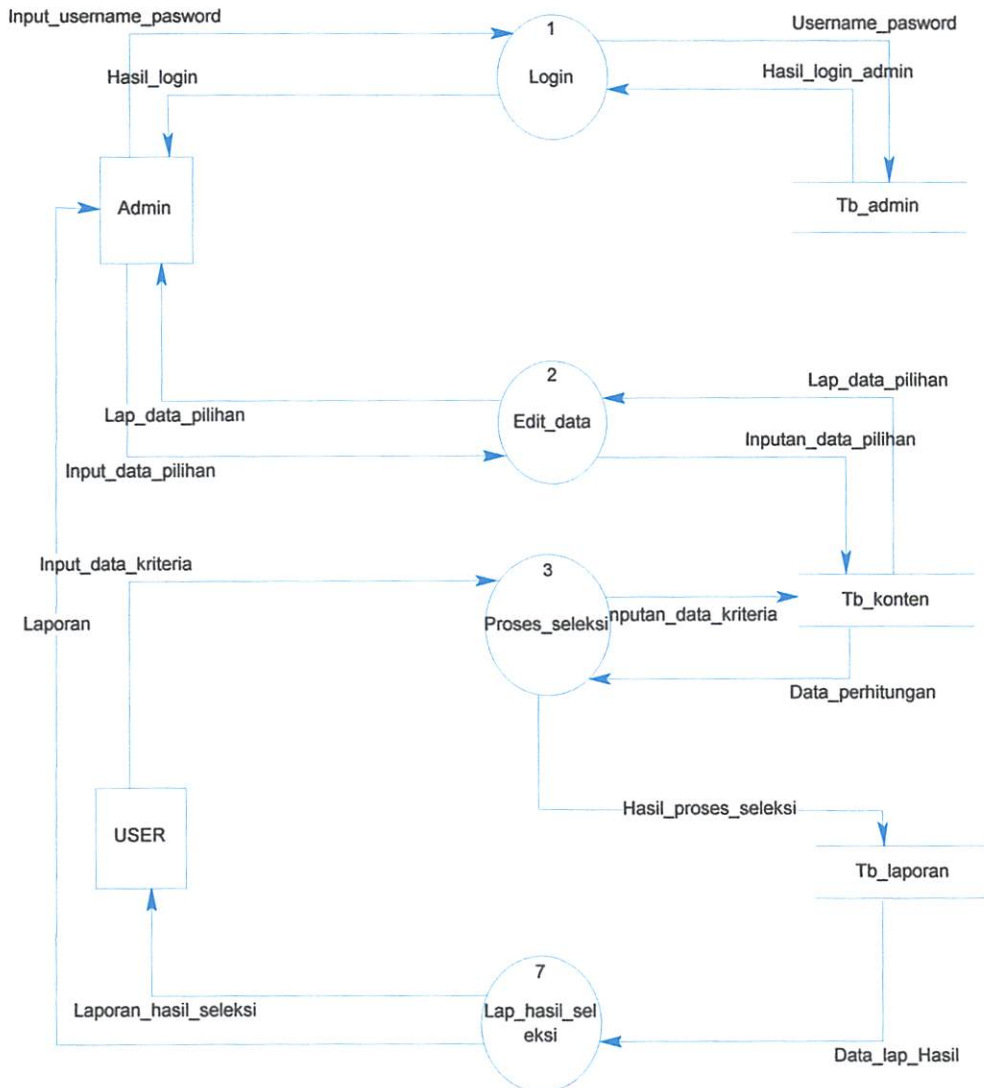 Input_username_pasword
1
Username_pasword
Hasil_login
Login
Hasil_login_admin
Admin
Tb_admin
2
Lap_data_pilihan
Lap_data_pilihan
Edit_data
Inputan_data_pilihan
Input_data_pilihan
Input_data_kriteria
3
Tb_konten
Laporan
Proses_seleksi
nputan_data_kriteria
Data_perhitungan
Hasil_proses_seleksi
USER
Tb_laporan
7
Laporan_hasil_seleksi
Lap_hasil_sel
eksi
Data_lap_Hasil